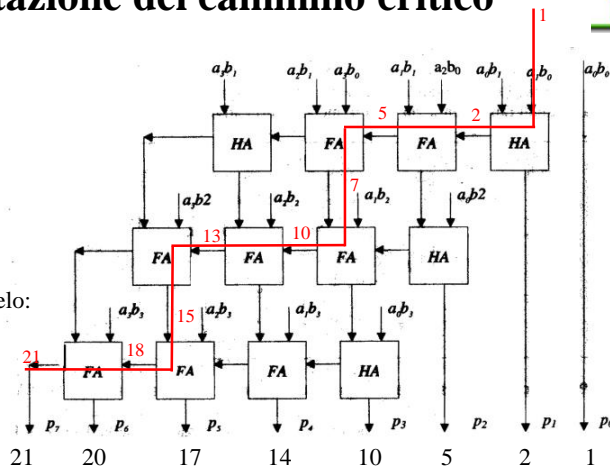 tazione del cammino critico
1
a₃b₁ a₂b₁ a₃b₀ a₁b₁ a₂b₀ a₀b₁ a₁b₀ a₀b₀
5 2
HA FA FA HA
7
a₃b2 a₂b₂ a₁b₂ a₀b2
13 10
FA FA FA HA
elo:
a₃b₃ 15 a₂b₃ a₁b₃ a₀b₃
21 18
FA FA FA HA
p₇ p₆ p₅ p₄ p₃ p₂ p₁
21 20 17 14 10 5 2 1